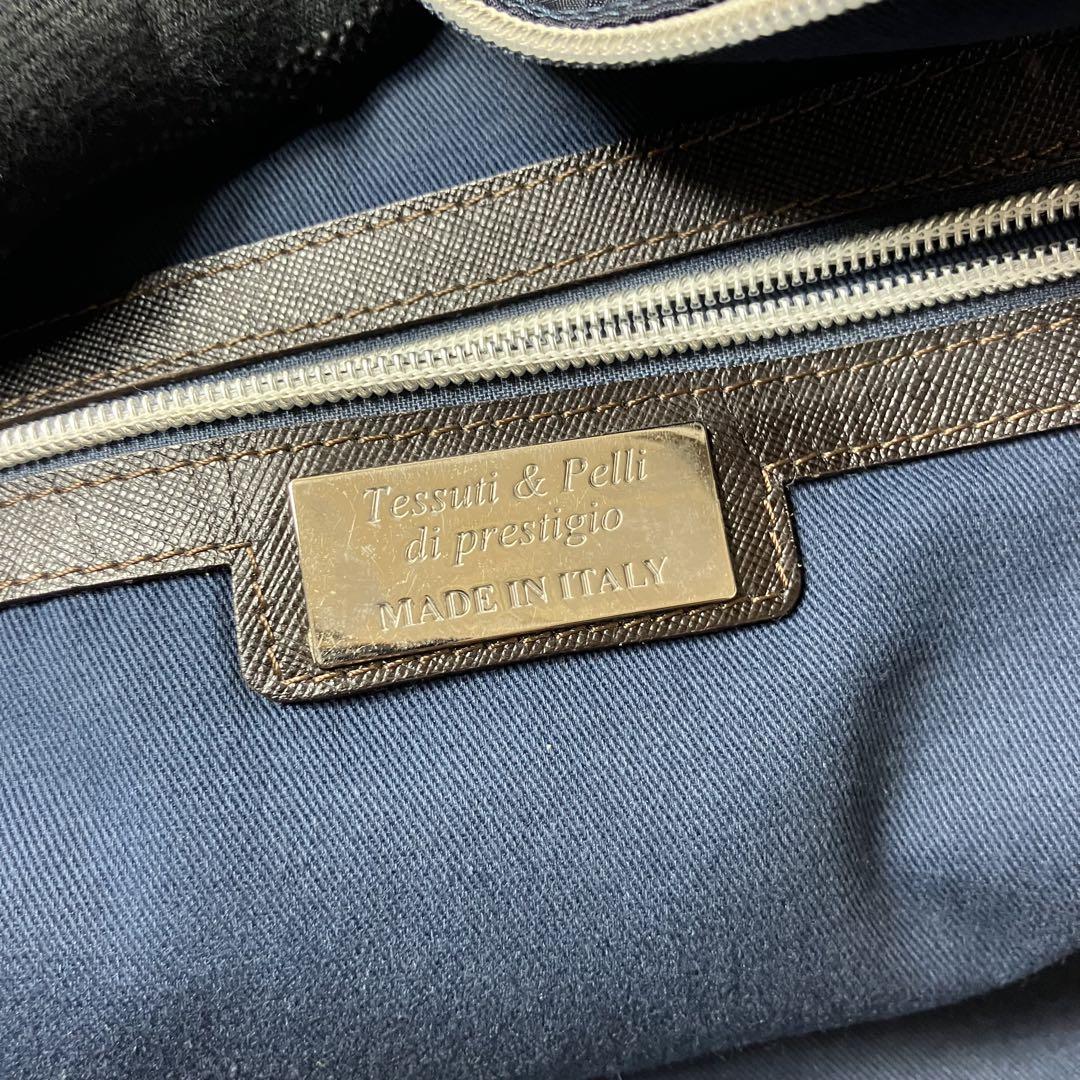 Tessuti & Pelli
di prestigio
MADE IN ITALY